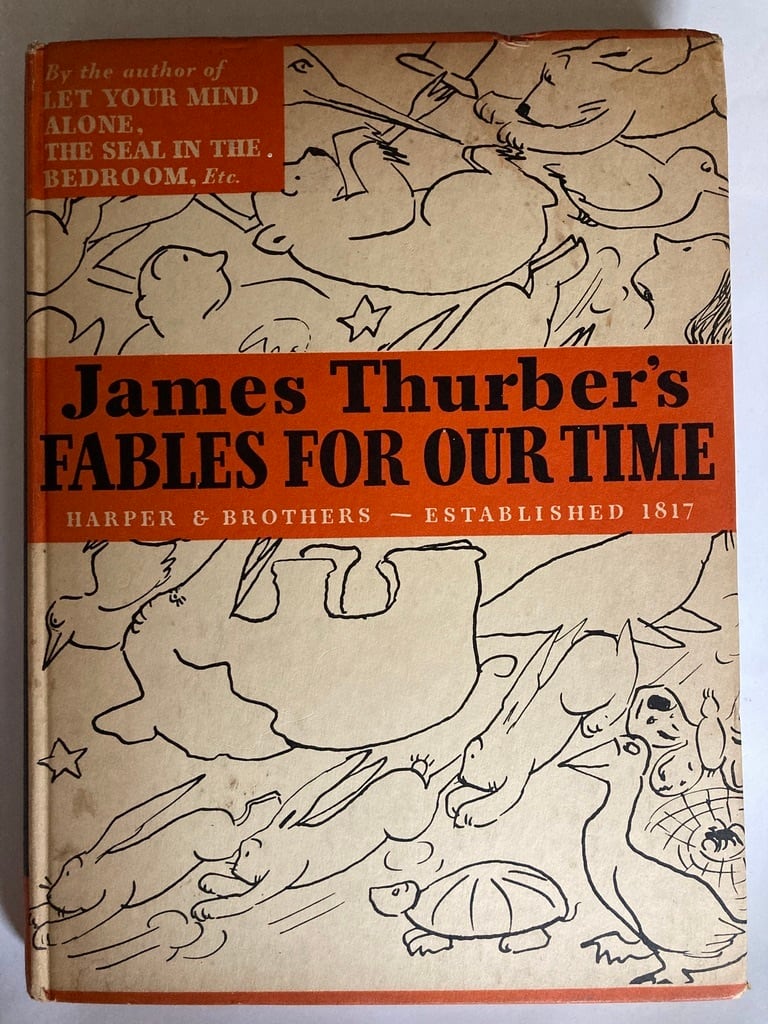 By the author of
LET YOUR MIND
ALONE,
THE SEAL IN THE.
BEDROOM, Etc.
James Thurber's
FABLES FOR OUR TIME
HARPER & BROTHERS — ESTABLISHED 1817